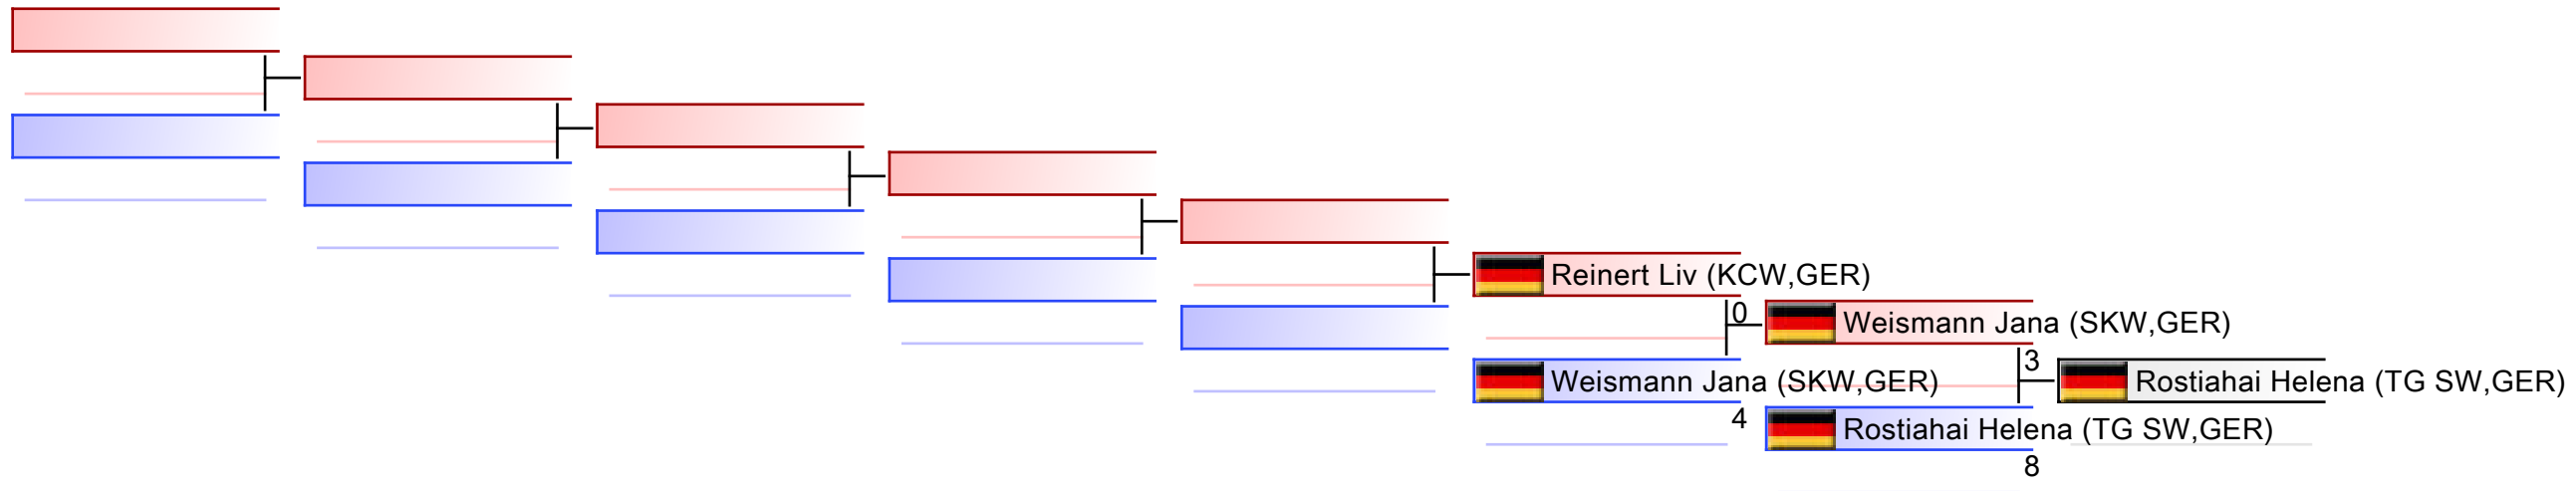 Reinert Liv (KCW,GER)
0
Weismann Jana (SKW,GER)
4
Weismann Jana (SKW,GER)
3
Rostiahai Helena (TG SW,GER)
8
Rostiahai Helena (TG SW,GER)